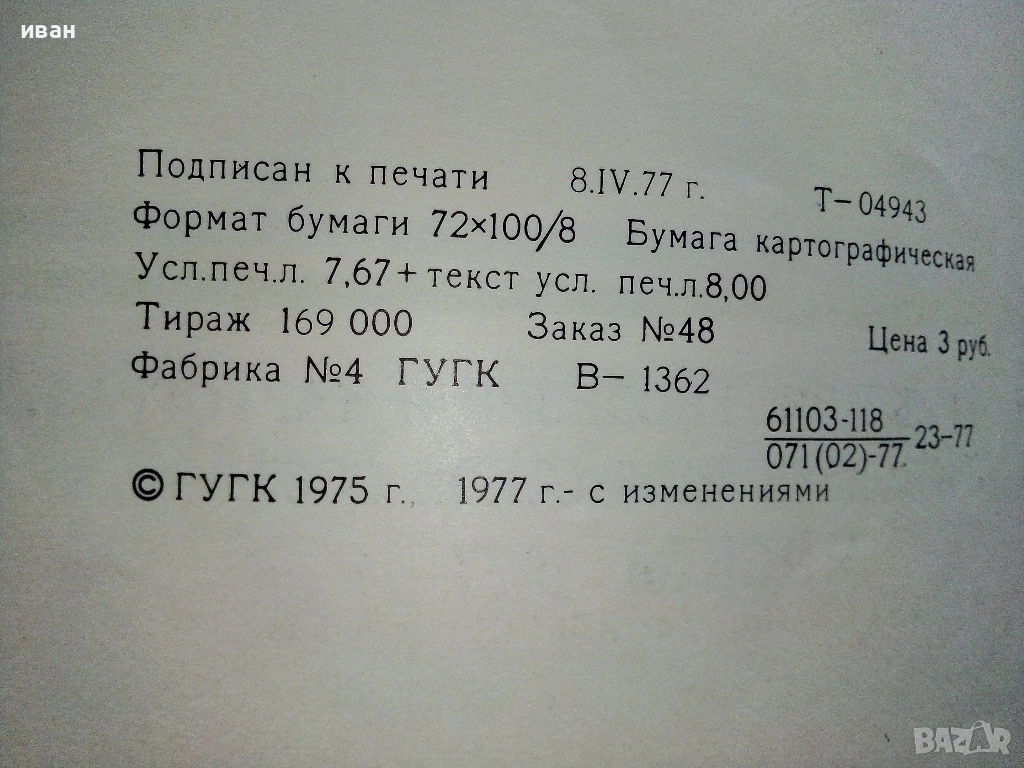 иван
Подписан к печати 8.IV.77 г. Т-04943
Формат бумаги 72×100/8 Бумага картографическая
Усл.печ.л. 7,67+текст усл. печ.л.8,00
Тираж 169 000 Заказ №48 Цена 3 руб.
Фабрика №4 ГУГК В- 1362
61103-118
071(02)-77 23-77
© ГУГК 1975 г., 1977 г.- с изменениями
BAZAR